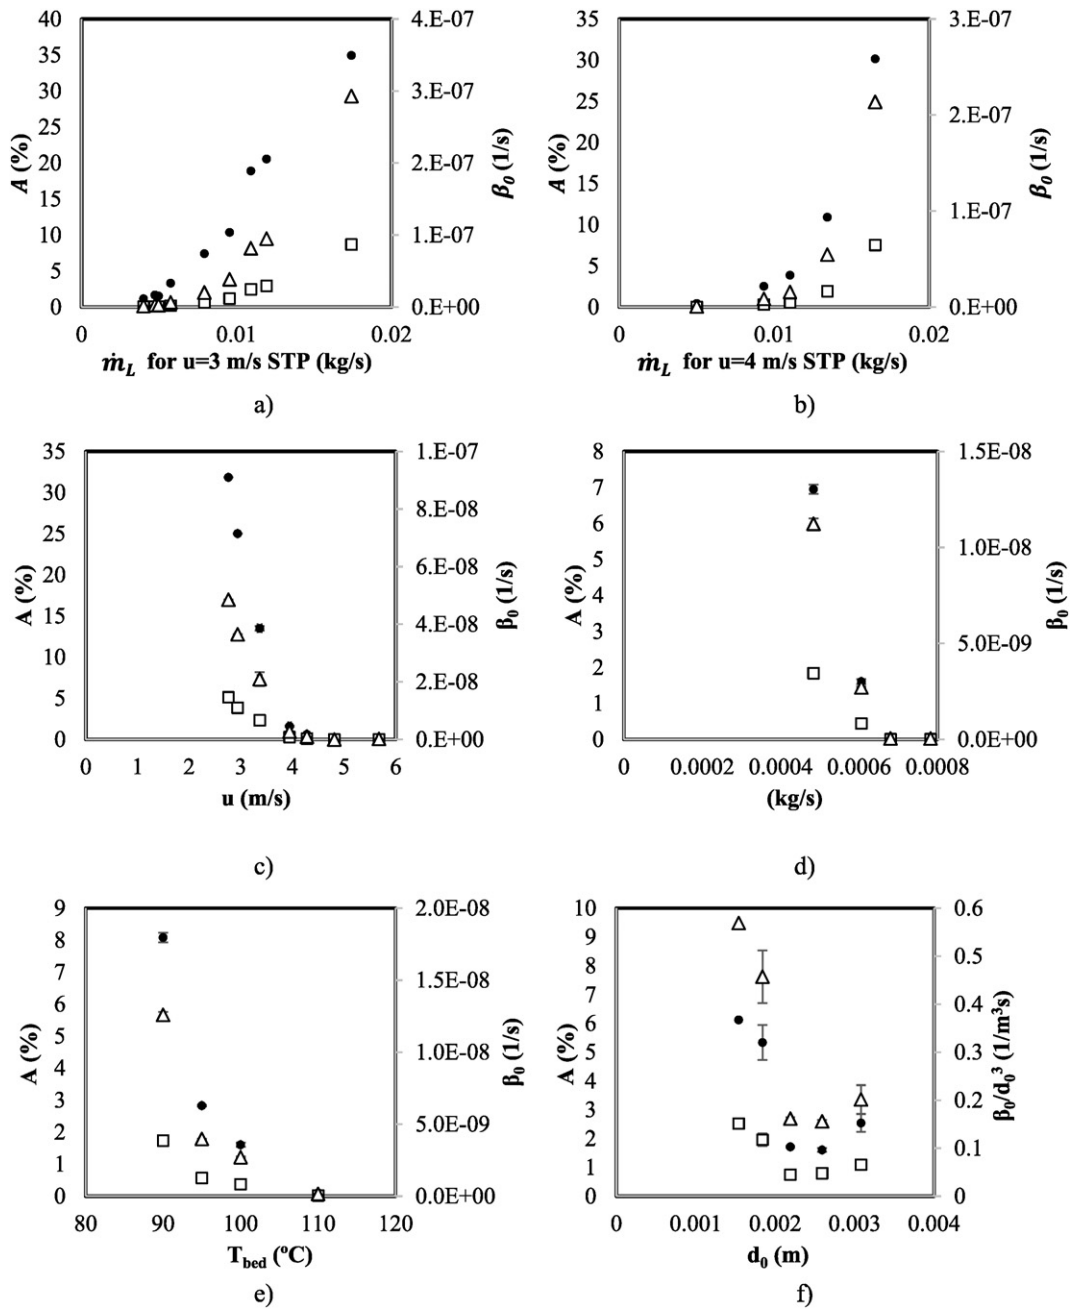 40
35
30
25
20
15
10
5
0
A (%)
4.E-07
3.E-07
2.E-07
1.E-07
0.E+00
β₀ (1/s)
0 0.01 0.02
ṁL for u=3 m/s STP (kg/s)
a)
35
30
25
20
15
10
5
0
A (%)
3.E-07
2.E-07
1.E-07
0.E+00
β₀ (1/s)
0 0.01 0.02
ṁL for u=4 m/s STP (kg/s)
b)
35
30
25
20
15
10
5
0
A (%)
1.E-07
8.E-08
6.E-08
4.E-08
2.E-08
0.E+00
β₀ (1/s)
0 1 2 3 4 5 6
u (m/s)
c)
8
7
6
5
4
3
2
1
0
A (%)
1.5E-08
1.0E-08
5.0E-09
0.0E+00
β₀ (1/s)
0 0.0002 0.0004 0.0006 0.0008
(kg/s)
d)
9
8
7
6
5
4
3
2
1
0
A (%)
2.0E-08
1.5E-08
1.0E-08
5.0E-09
0.0E+00
β₀ (1/s)
80 90 100 110 120
Tbed (ºC)
e)
10
9
8
7
6
5
4
3
2
1
0
A (%)
0.6
0.5
0.4
0.3
0.2
0.1
0
β₀/d₀³ (1/m³s)
0 0.001 0.002 0.003 0.004
d₀ (m)
f)